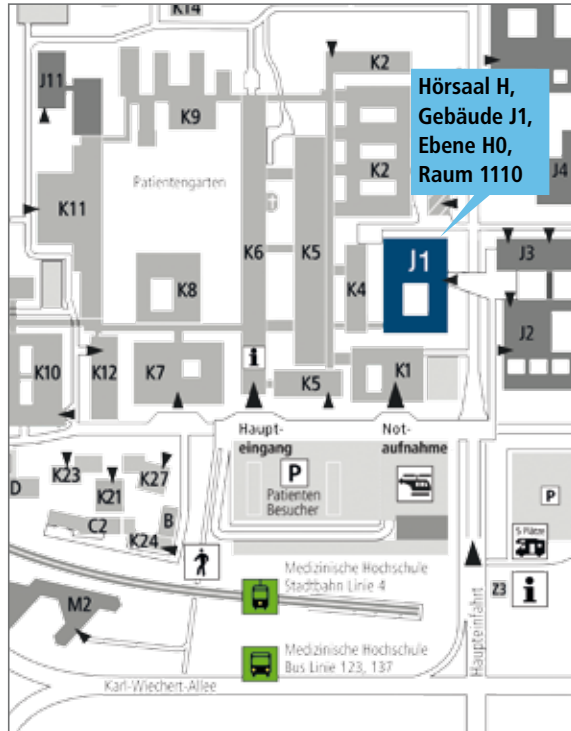 K14
K2
J11
K9
Hörsaal H,
Gebäude J1,
Ebene H0,
Raum 1110
K2
J4
Patientengarten
K11
K6
K5
J1
J3
K8
K4
J2
K10
K12
K7
i
K5
K1
Haupt-
eingang
Not-
aufnahme
P
Patienten
Besucher
K23
K27
K21
D
C2
B
K24
P
5 Plätze
Z3
i
Medizinische Hochschule
Stadtbahn Linie 4
M2
Haupteinfahrt
Medizinische Hochschule
Bus Linie 123, 137
Karl-Wiechert-Allee